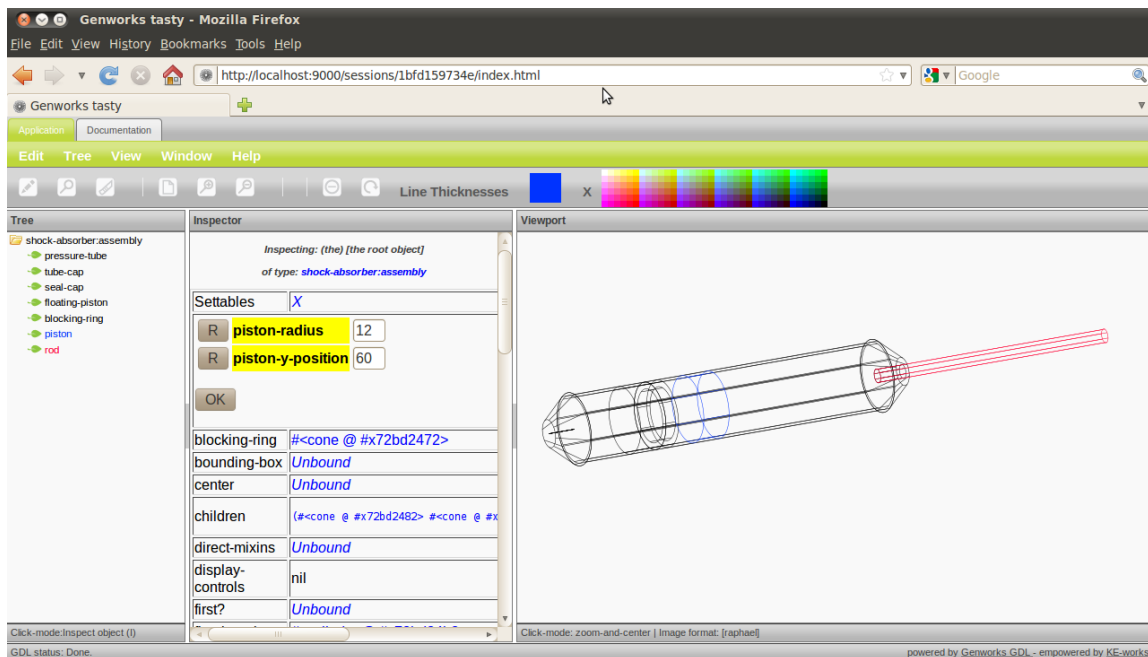 Genworks tasty - Mozilla Firefox
File Edit View History Bookmarks Tools Help
http://localhost:9000/sessions/1bfd159734e/index.html
Google
Genworks tasty
Application Documentation
Edit Tree View Window Help
Line Thicknesses X
Tree
shock-absorber:assembly
pressure-tube
tube-cap
seal-cap
floating-piston
blocking-ring
piston
rod
Click-mode:Inspect object (I)
Inspector
Inspecting: (the) [the root object]
of type: shock-absorber:assembly
Settables X
R piston-radius 12
R piston-y-position 60
OK
blocking-ring #<cone @ #x72bd2472>
bounding-box Unbound
center Unbound
children (#<cone @ #x72bd2482> #<cone @ #x
direct-mixins Unbound
display-
controls nil
first? Unbound
Viewport
Click-mode: zoom-and-center | Image format: [raphael]
GDL status: Done.
powered by Genworks GDL - empowered by KE-works